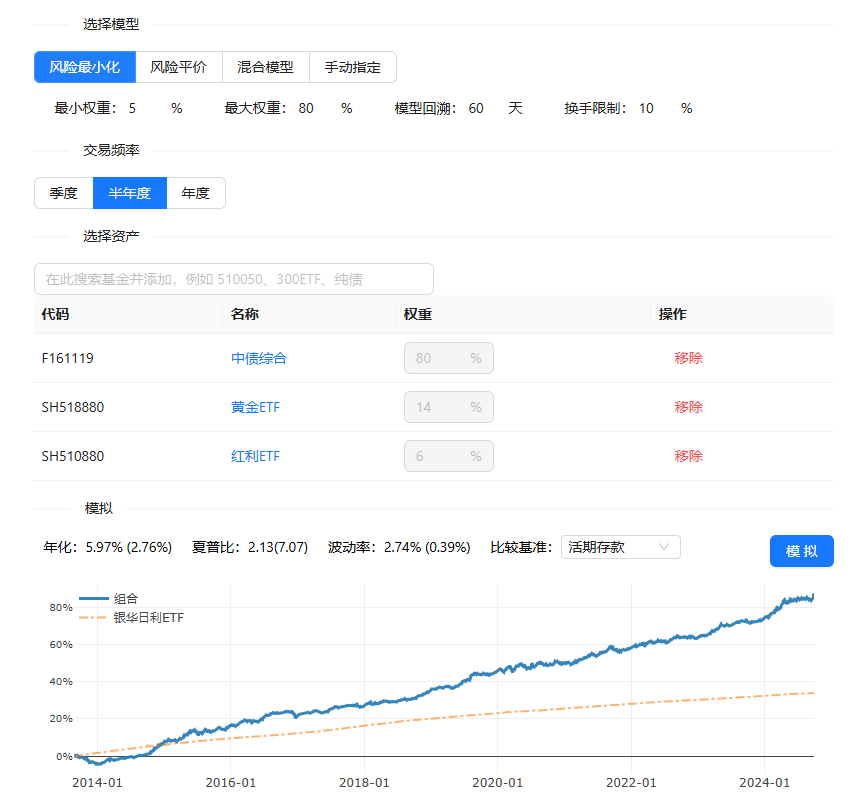 选择模型
风险最小化 风险平价 混合模型 手动指定
最小权重： 5 % 最大权重： 80 % 模型回溯： 60 天 换手限制： 10 %
交易频率
季度 半年度 年度
选择资产
在此搜索基金并添加，例如 510050、300ETF、纯债
代码 名称 权重 操作
F161119 中债综合 80 % 移除
SH518880 黄金ETF 14 % 移除
SH510880 红利ETF 6 % 移除
模拟
年化：5.97% (2.76%) 夏普比：2.13(7.07) 波动率：2.74% (0.39%) 比较基准： 活期存款 模 拟
组合
银华日利ETF
80%
60%
40%
20%
0%
2014-01 2016-01 2018-01 2020-01 2022-01 2024-01